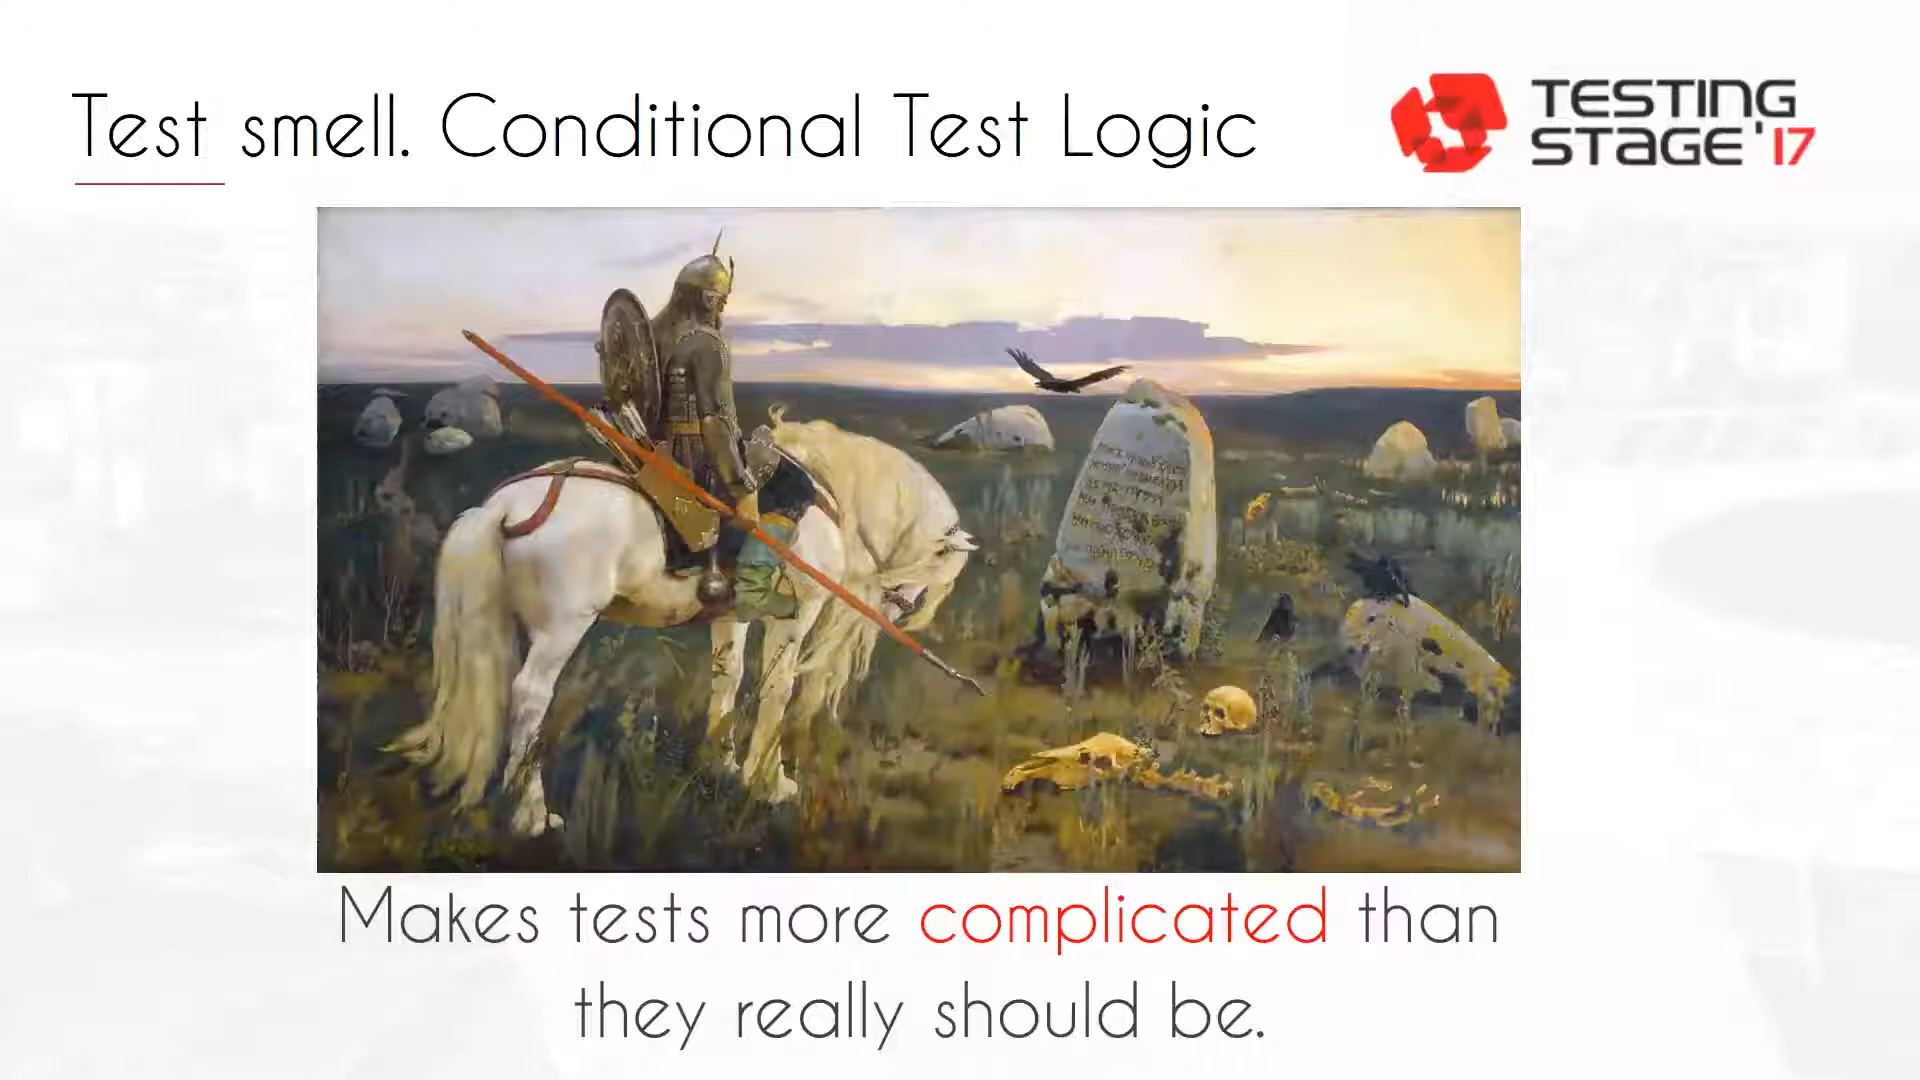 Test smell. Conditional Test Logic
TESTING
STAGE'17
Makes tests more complicated than
they really should be.